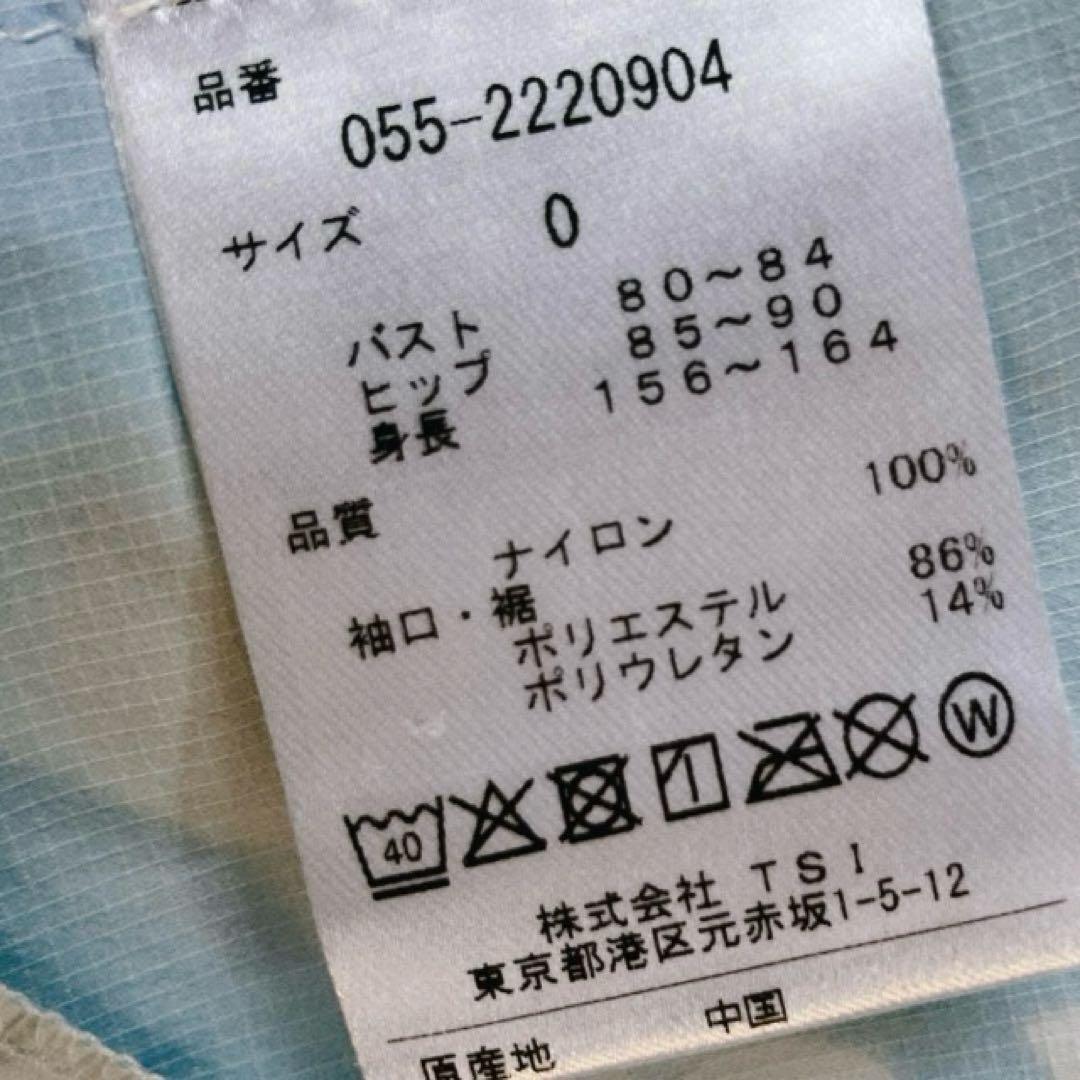 品番
055-2220904
サイズ 0
バスト 80〜84
ヒップ 85〜90
身長 156〜164
品質
ナイロン 100%
袖口・裾
ポリエステル 86%
ポリウレタン 14%
40 W
株式会社 TSI
東京都港区元赤坂1-5-12
原産地 中国